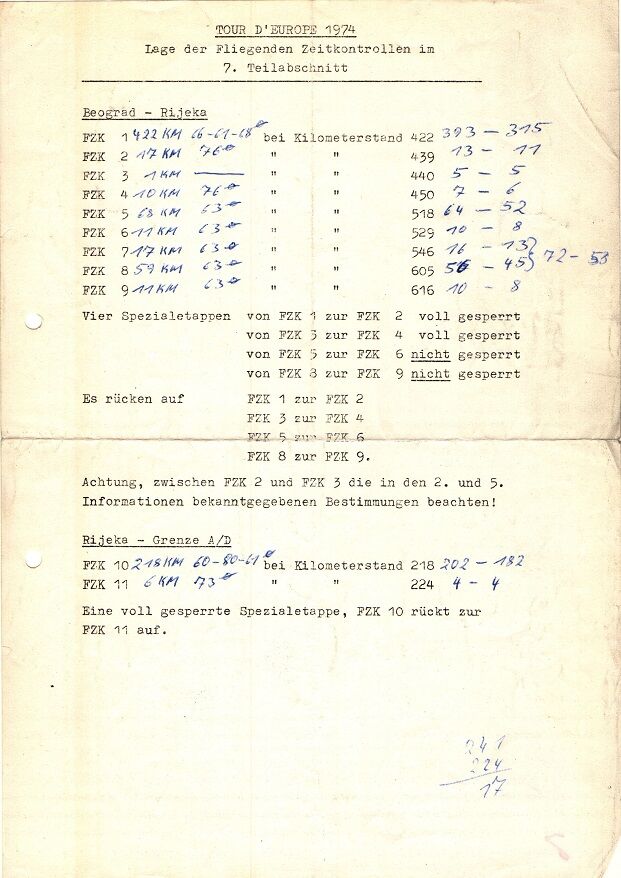 TOUR D'EUROPE 1974
Lage der Fliegenden Zeitkontrollen im
7. Teilabschnitt
Beograd - Rijeka
FZK 1 422 KM 66-61-68 bei Kilometerstand 422 393 - 315
FZK 2 17 KM 76 " " 439 13 - 11
FZK 3 1 KM — " " 440 5 - 5
FZK 4 10 KM 76 " " 450 7 - 6
FZK 5 68 KM 63 " " 518 64 - 52
FZK 6 11 KM 63 " " 529 10 - 8
FZK 7 17 KM 63 " " 546 16 - 13 } 72 - 58
FZK 8 59 KM 63 " " 605 56 - 45
FZK 9 11 KM 63 " " 616 10 - 8
Vier Spezialetappen von FZK 1 zur FZK 2 voll gesperrt
von FZK 3 zur FZK 4 voll gesperrt
von FZK 5 zur FZK 6 nicht gesperrt
von FZK 8 zur FZK 9 nicht gesperrt
Es rücken auf FZK 1 zur FZK 2
FZK 3 zur FZK 4
FZK 5 zur FZK 6
FZK 8 zur FZK 9.
Achtung, zwischen FZK 2 und FZK 3 die in den 2. und 5.
Informationen bekanntgegebenen Bestimmungen beachten!
Rijeka - Grenze A/D
FZK 10 218 KM 60-80-61 bei Kilometerstand 218 202 - 182
FZK 11 6 KM 73 " " 224 4 - 4
Eine voll gesperrte Spezialetappe, FZK 10 rückt zur
FZK 11 auf.
241
224
17